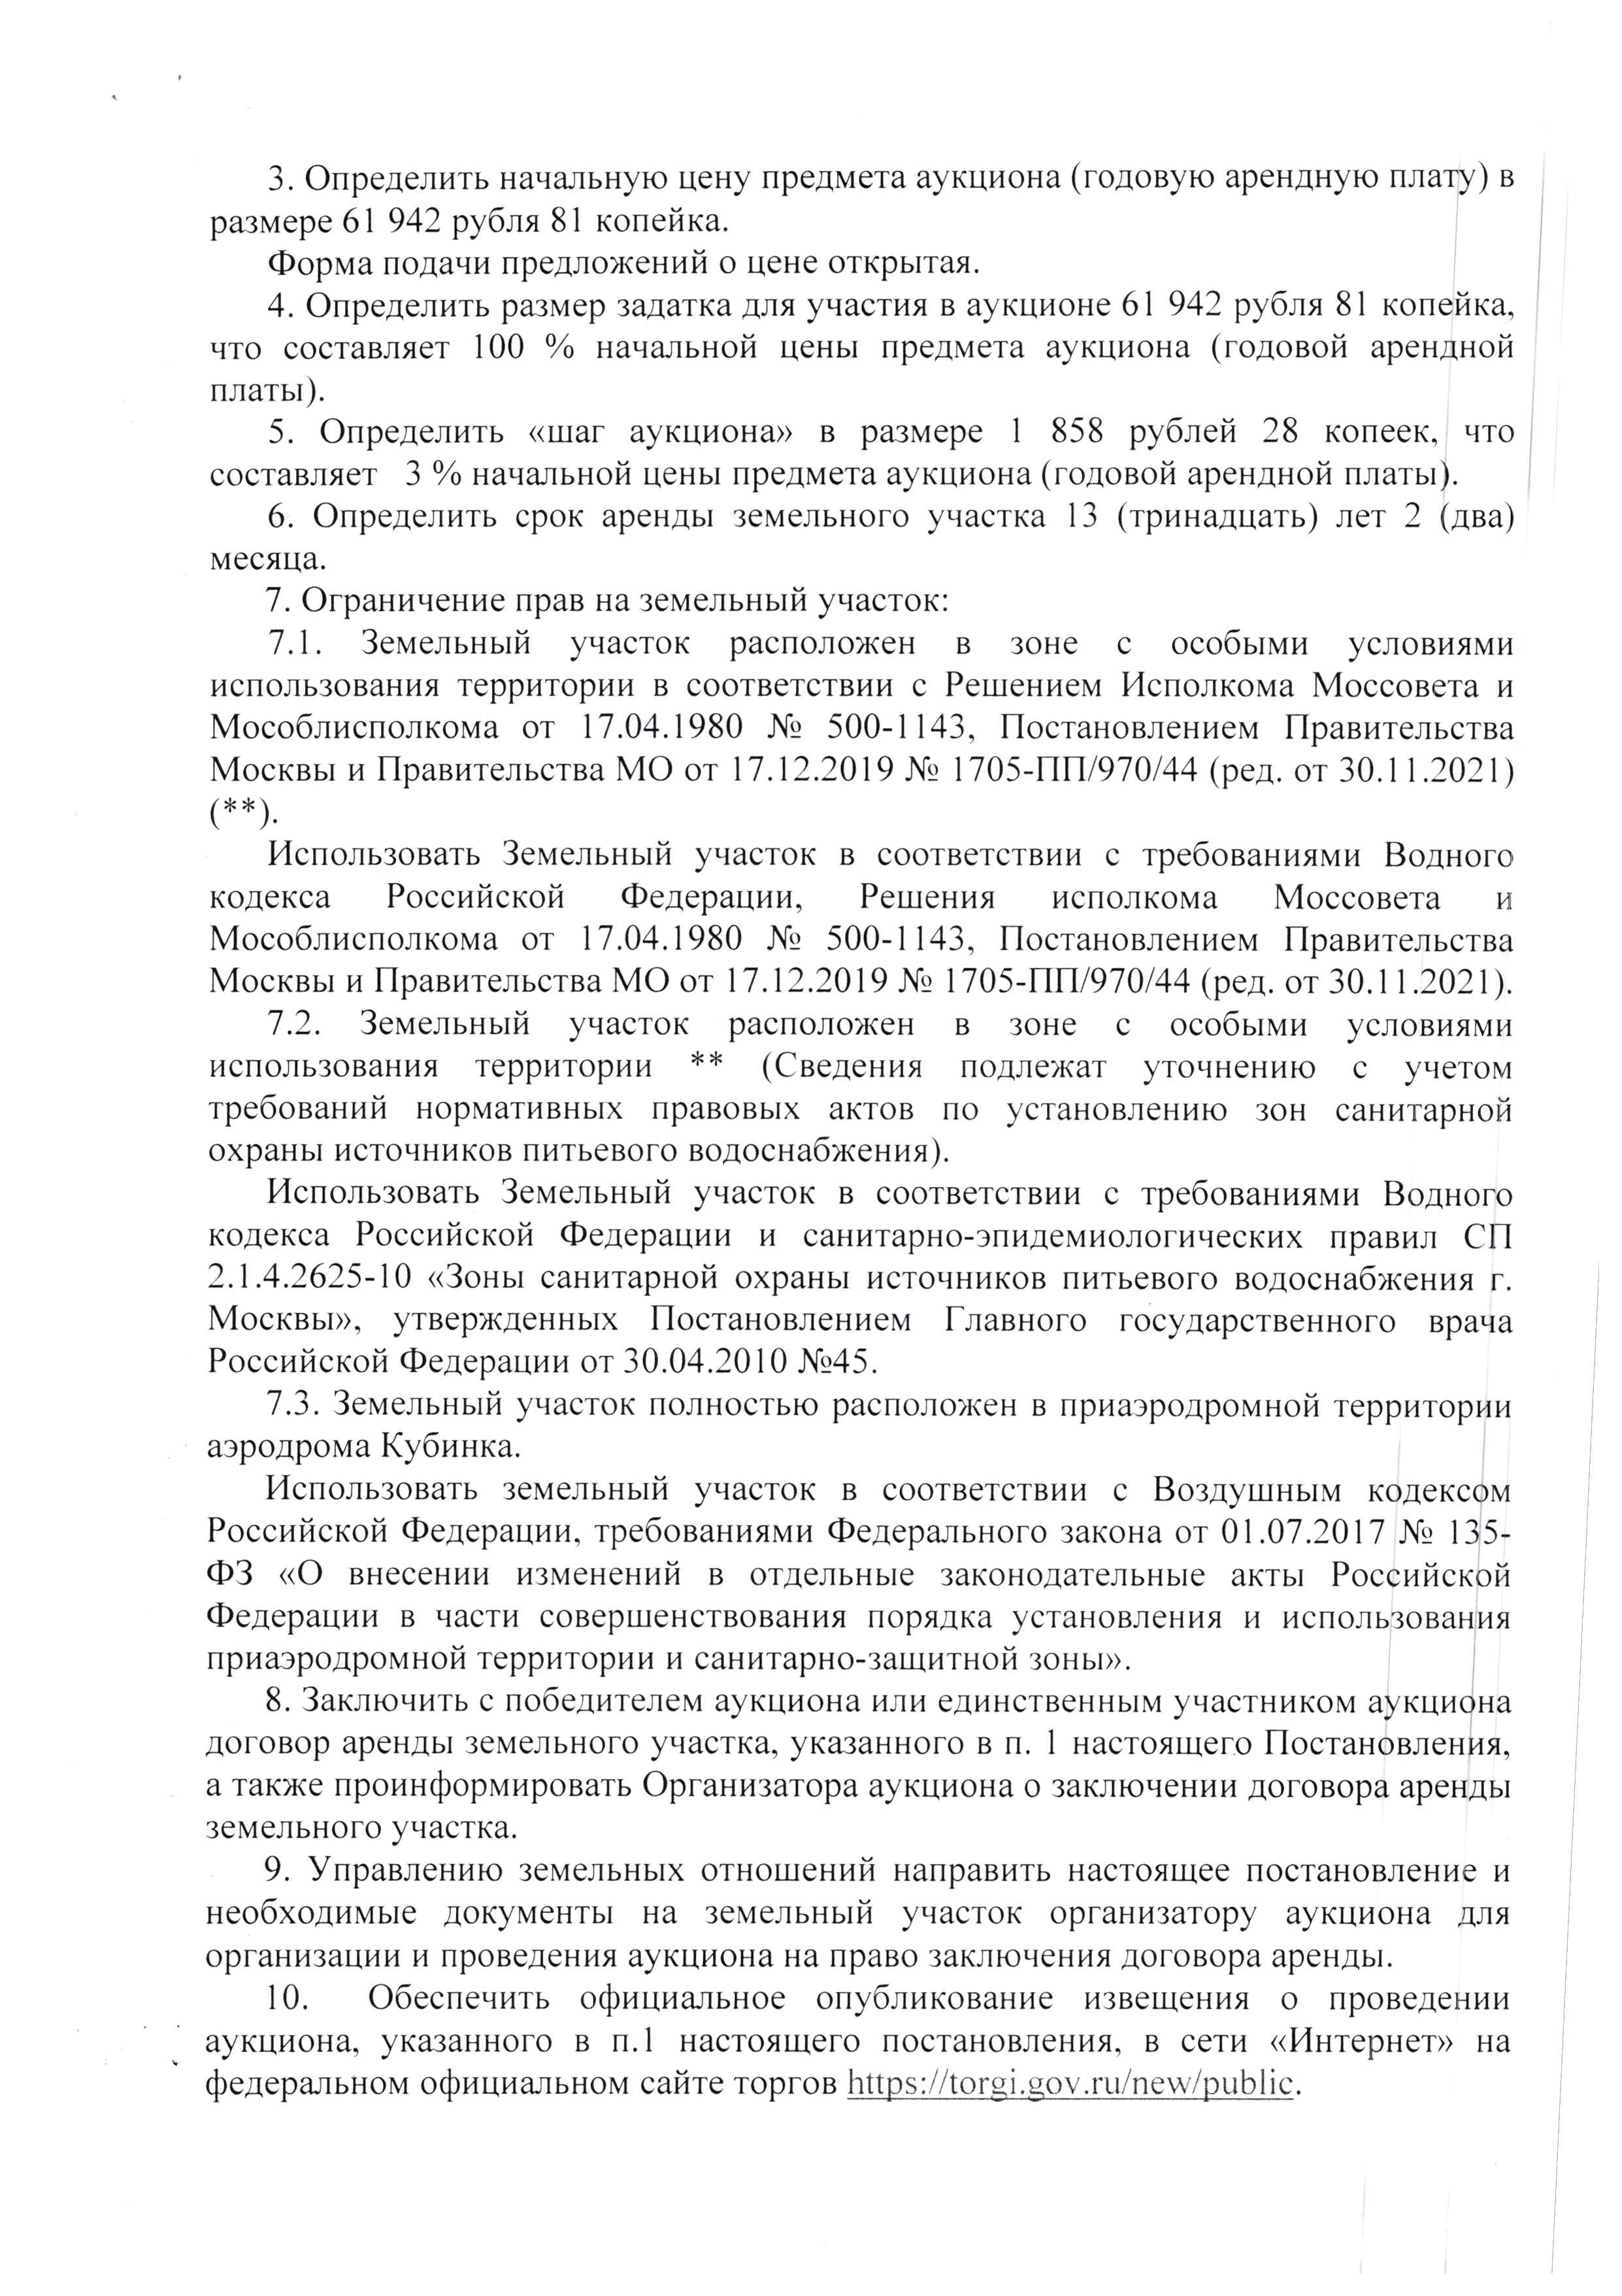 3. Определить начальную цену предмета аукциона (годовую арендную плату) в
размере 61 942 рубля 81 копейка.
Форма подачи предложений о цене открытая.
4. Определить размер задатка для участия в аукционе 61 942 рубля 81 копейка,
что составляет 100 % начальной цены предмета аукциона (годовой арендной
платы).
5. Определить «шаг аукциона» в размере 1 858 рублей 28 копеек, что
составляет 3 % начальной цены предмета аукциона (годовой арендной платы).
6. Определить срок аренды земельного участка 13 (тринадцать) лет 2 (два)
месяца.
7. Ограничение прав на земельный участок:
7.1. Земельный участок расположен в зоне с особыми условиями
использования территории в соответствии с Решением Исполкома Моссовета и
Мособлисполкома от 17.04.1980 № 500-1143, Постановлением Правительства
Москвы и Правительства МО от 17.12.2019 № 1705-ПП/970/44 (ред. от 30.11.2021)
(**).
Использовать Земельный участок в соответствии с требованиями Водного
кодекса Российской Федерации, Решения исполкома Моссовета и
Мособлисполкома от 17.04.1980 № 500-1143, Постановлением Правительства
Москвы и Правительства МО от 17.12.2019 № 1705-ПП/970/44 (ред. от 30.11.2021).
7.2. Земельный участок расположен в зоне с особыми условиями
использования территории ** (Сведения подлежат уточнению с учетом
требований нормативных правовых актов по установлению зон санитарной
охраны источников питьевого водоснабжения).
Использовать Земельный участок в соответствии с требованиями Водного
кодекса Российской Федерации и санитарно-эпидемиологических правил СП
2.1.4.2625-10 «Зоны санитарной охраны источников питьевого водоснабжения г.
Москвы», утвержденных Постановлением Главного государственного врача
Российской Федерации от 30.04.2010 №45.
7.3. Земельный участок полностью расположен в приаэродромной территории
аэродрома Кубинка.
Использовать земельный участок в соответствии с Воздушным кодексом
Российской Федерации, требованиями Федерального закона от 01.07.2017 № 135-
ФЗ «О внесении изменений в отдельные законодательные акты Российской
Федерации в части совершенствования порядка установления и использования
приаэродромной территории и санитарно-защитной зоны».
8. Заключить с победителем аукциона или единственным участником аукциона
договор аренды земельного участка, указанного в п. 1 настоящего Постановления,
а также проинформировать Организатора аукциона о заключении договора аренды
земельного участка.
9. Управлению земельных отношений направить настоящее постановление и
необходимые документы на земельный участок организатору аукциона для
организации и проведения аукциона на право заключения договора аренды.
10. Обеспечить официальное опубликование извещения о проведении
аукциона, указанного в п.1 настоящего постановления, в сети «Интернет» на
федеральном официальном сайте торгов https://torgi.gov.ru/new/public.